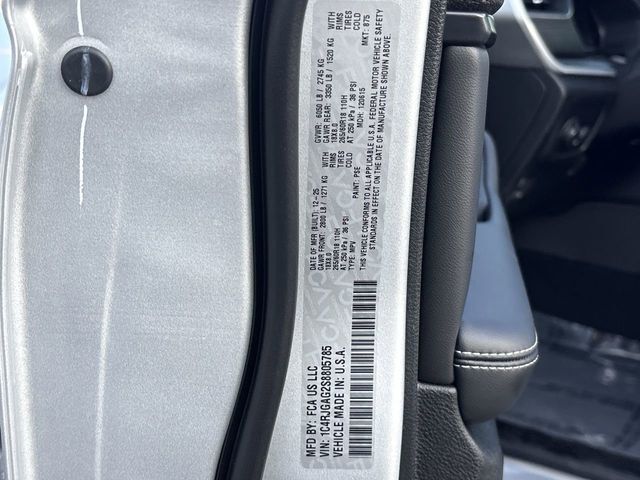 MFD BY: FCA US LLC
VIN: 1C4RJGAG2S8805785
VEHICLE MADE IN: U.S.A.
DATE OF MFR (BUILT): 12-25
GAWR FRONT: 2800 LB / 1271 KG
WITH
18X8.0 RIMS
265/60R18 110H TIRES
AT 250 kPa / 36 PSI COLD
TYPE: MPV
PAINT: PSE
GVWR: 6050 LB / 2745 KG
GAWR REAR: 3350 LB / 1520 KG
WITH
18X8.0 RIMS
265/60R18 110H TIRES
AT 250 kPa / 36 PSI COLD
MDH: 120615
MKT: 875
THIS VEHICLE CONFORMS TO ALL APPLICABLE U.S.A. FEDERAL MOTOR VEHICLE SAFETY
STANDARDS IN EFFECT ON THE DATE OF MANUFACTURE SHOWN ABOVE.